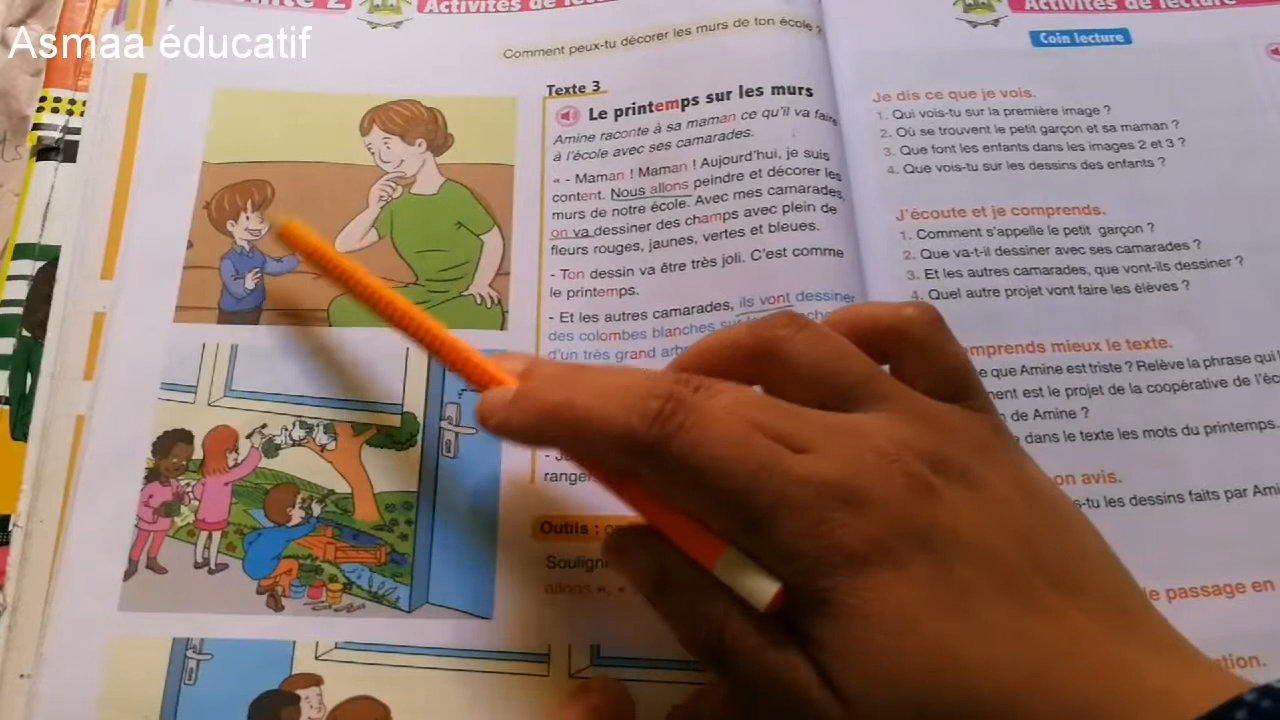 Asmaa éducatif
Activités de
Comment peux-tu décorer les murs de ton école ?
Texte 3
Le printemps sur les murs
Amine raconte à sa maman ce qu'il va faire
à l'école avec ses camarades.
« - Maman ! Maman ! Aujourd'hui, je suis
content. Nous allons peindre et décorer les
murs de notre école. Avec mes camarades,
on va dessiner des champs avec plein de
fleurs rouges, jaunes, vertes et bleues.
- Ton dessin va être très joli. C'est comme
le printemps.
- Et les autres camarades, ils vont dessiner
des colombes blanches
d'un très grand
Outils :
allons », «
Activités de lecture
Coin lecture
Je dis ce que je vois.
1. Qui vois-tu sur la première image ?
2. Où se trouvent le petit garçon et sa maman ?
3. Que font les enfants dans les images 2 et 3 ?
4. Que vois-tu sur les dessins des enfants ?
J'écoute et je comprends.
1. Comment s'appelle le petit garçon ?
2. Que va-t-il dessiner avec ses camarades ?
3. Et les autres camarades, que vont-ils dessiner ?
4. Quel autre projet vont faire les élèves ?
mieux le texte.
que Amine est triste ? Relève la phrase qui
est le projet de la coopérative de
de Amine ?
dans le texte les mots du printemps.
avis.
les dessins faits par
passage en